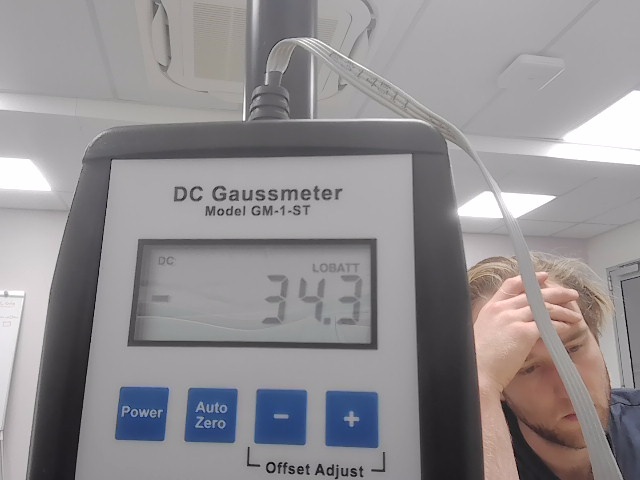 DC Gaussmeter
Model GM-1-ST
DC
LOBATT
- 34.3
Power
Auto
Zero
-
+
Offset Adjust